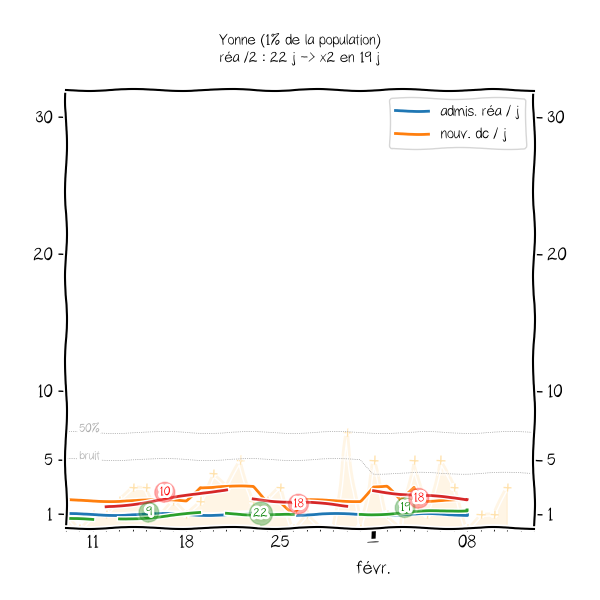 Yonne (1% de la population)
réa /2 : 22 j -> x2 en 19 j
admis. réa / j
nouv. dc / j
30 30
20 20
10 10
50%
bruit
5 5
10 18 18
9 22 19
1 1
11 18 25 1 08
févr.